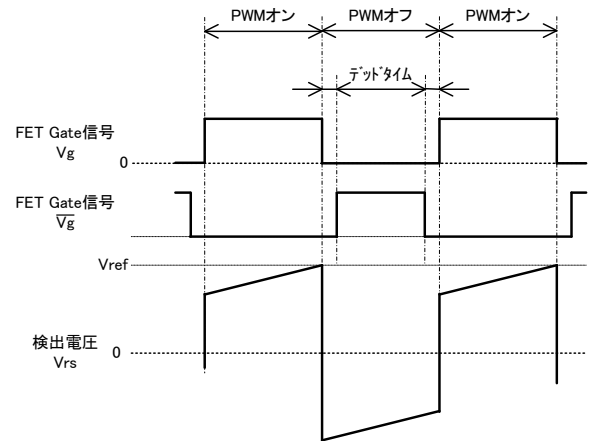 PWMオン PWMオフ PWMオン
ﾃﾞｯﾄﾞﾀｲﾑ
FET Gate信号
Vg
0
FET Gate信号
V̅g̅
Vref
検出電圧
Vrs
0